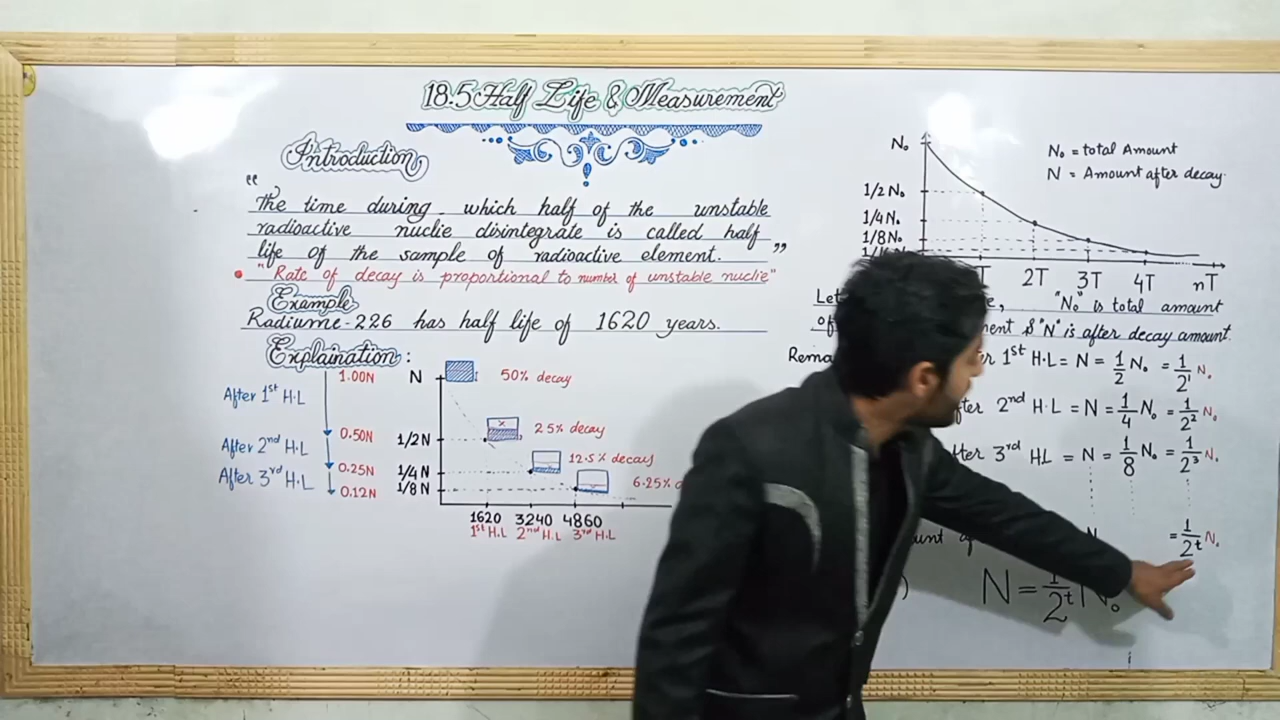 18.5 Half Life & Measurement
Introduction
"The time during which half of the unstable
radioactive nuclie disintegrate is called half
life of the sample of radioactive element."
"Rate of decay is proportional to number of unstable nuclie"
Example
Radiume-226 has half life of 1620 years.
Explaination :
1.00N
After 1st H.L
0.50N
After 2nd H.L
0.25N
After 3rd H.L
0.12N
N
50% decay
1/2 N
x
25% decay
1/4 N
12.5% decay
1/8 N
6.25%
1620 3240 4860
1st H.L 2nd H.L 3rd H.L
N₀
1/2 N₀
1/4 N₀
1/8 N₀
N₀ = total Amount
N = Amount after decay.
T 2T 3T 4T nT
Let "N₀" is total amount
of & "N" is after decay amount.
1st H·L = N = 1/2 N₀ = 1/2¹ N₀
2nd H·L = N = 1/4 N₀ = 1/2² N₀
3rd H.L = N = 1/8 N₀ = 1/2³ N₀
N = 1/2ᵗ N₀
N = 1/2ᵗ N₀